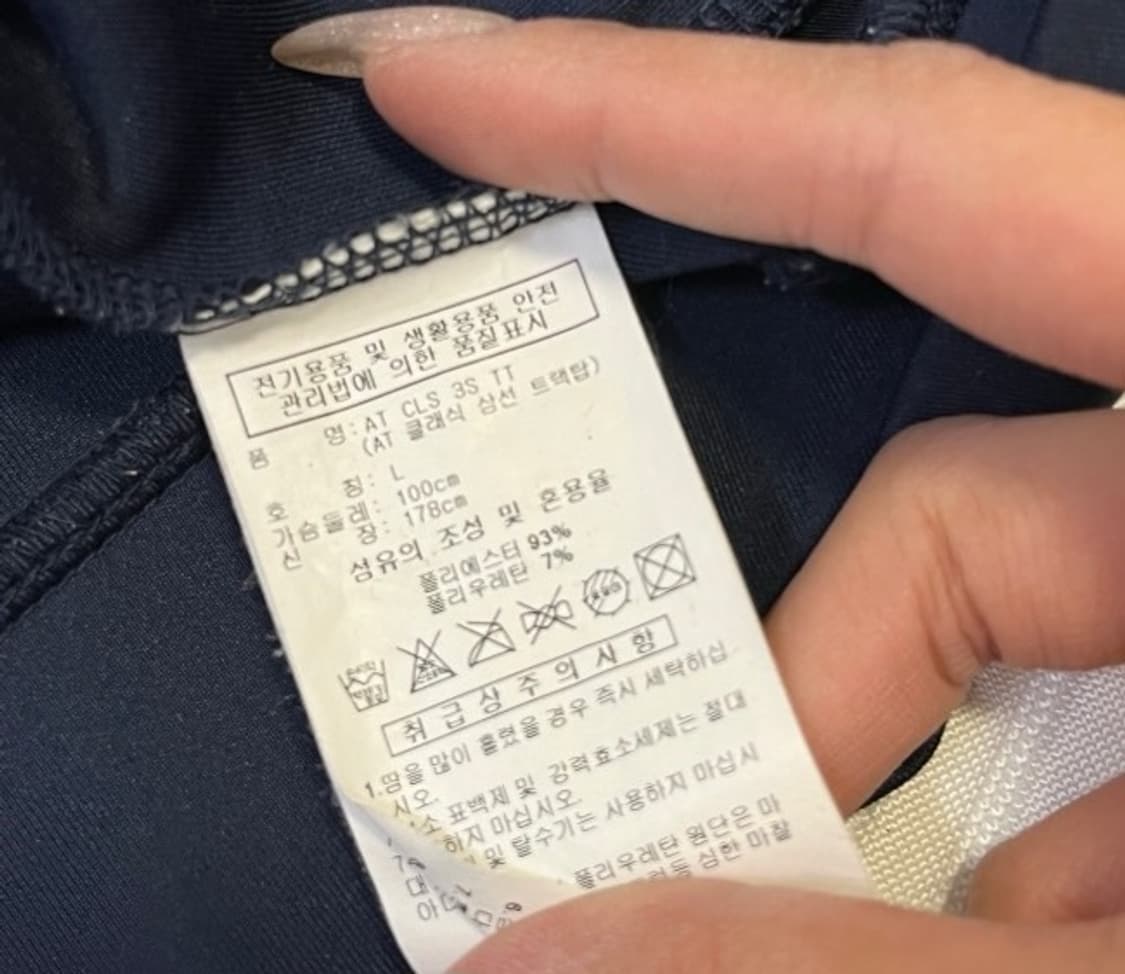 전기용품 및 생활용품 안전
관리법에 의한 품질표시
품 명: AT CLS 3S TT
(AT 클래식 삼선 트랙탑)
호 칭: L
가슴둘레: 100cm
신 장: 178cm
섬유의 조성 및 혼용율
폴리에스터 93%
폴리우레탄 7%
취급상주의사항
1.땀을 많이 흘렸을 경우 즉시 세탁하십
시오.
표백제 및 강력효소세제는 절대
하지 마십시오.
및 탈수기는 사용하지 마십시
폴리우레탄 원단은 마
심한 마찰